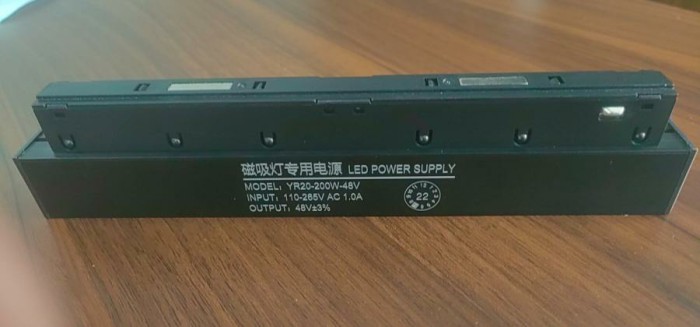 磁吸灯专用电源 LED POWER SUPPLY
MODEL: YR20-200W-48V
INPUT: 110-265V AC 1.0A
OUTPUT: 48V±3%
22